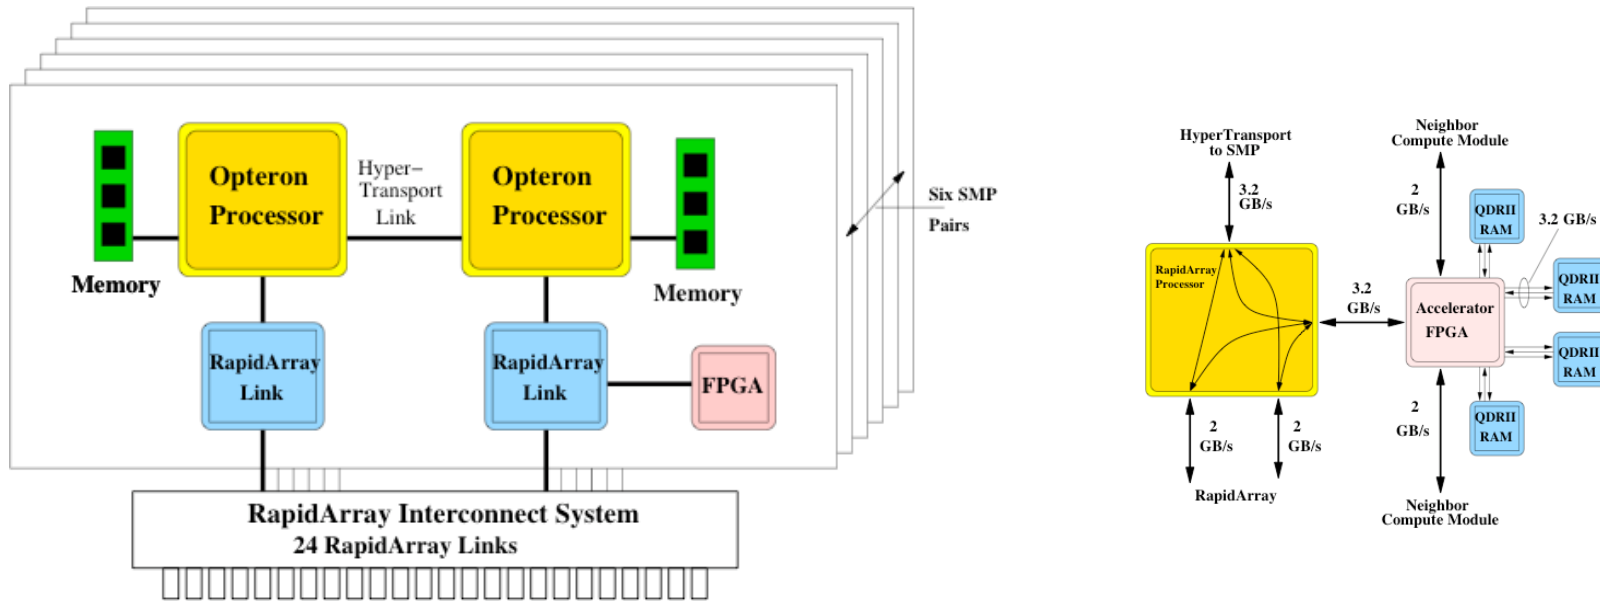 Opteron
Processor
Hyper-
Transport
Link
Opteron
Processor
Six SMP
Pairs
Memory
Memory
RapidArray
Link
RapidArray
Link
FPGA
RapidArray Interconnect System
24 RapidArray Links
HyperTransport
to SMP
3.2
GB/s
RapidArray
Processor
3.2
GB/s
2
GB/s
2
GB/s
RapidArray
Neighbor
Compute Module
2
GB/s
QDRII
RAM
3.2 GB/s
QDRII
RAM
Accelerator
FPGA
QDRII
RAM
2
GB/s
QDRII
RAM
Neighbor
Compute Module